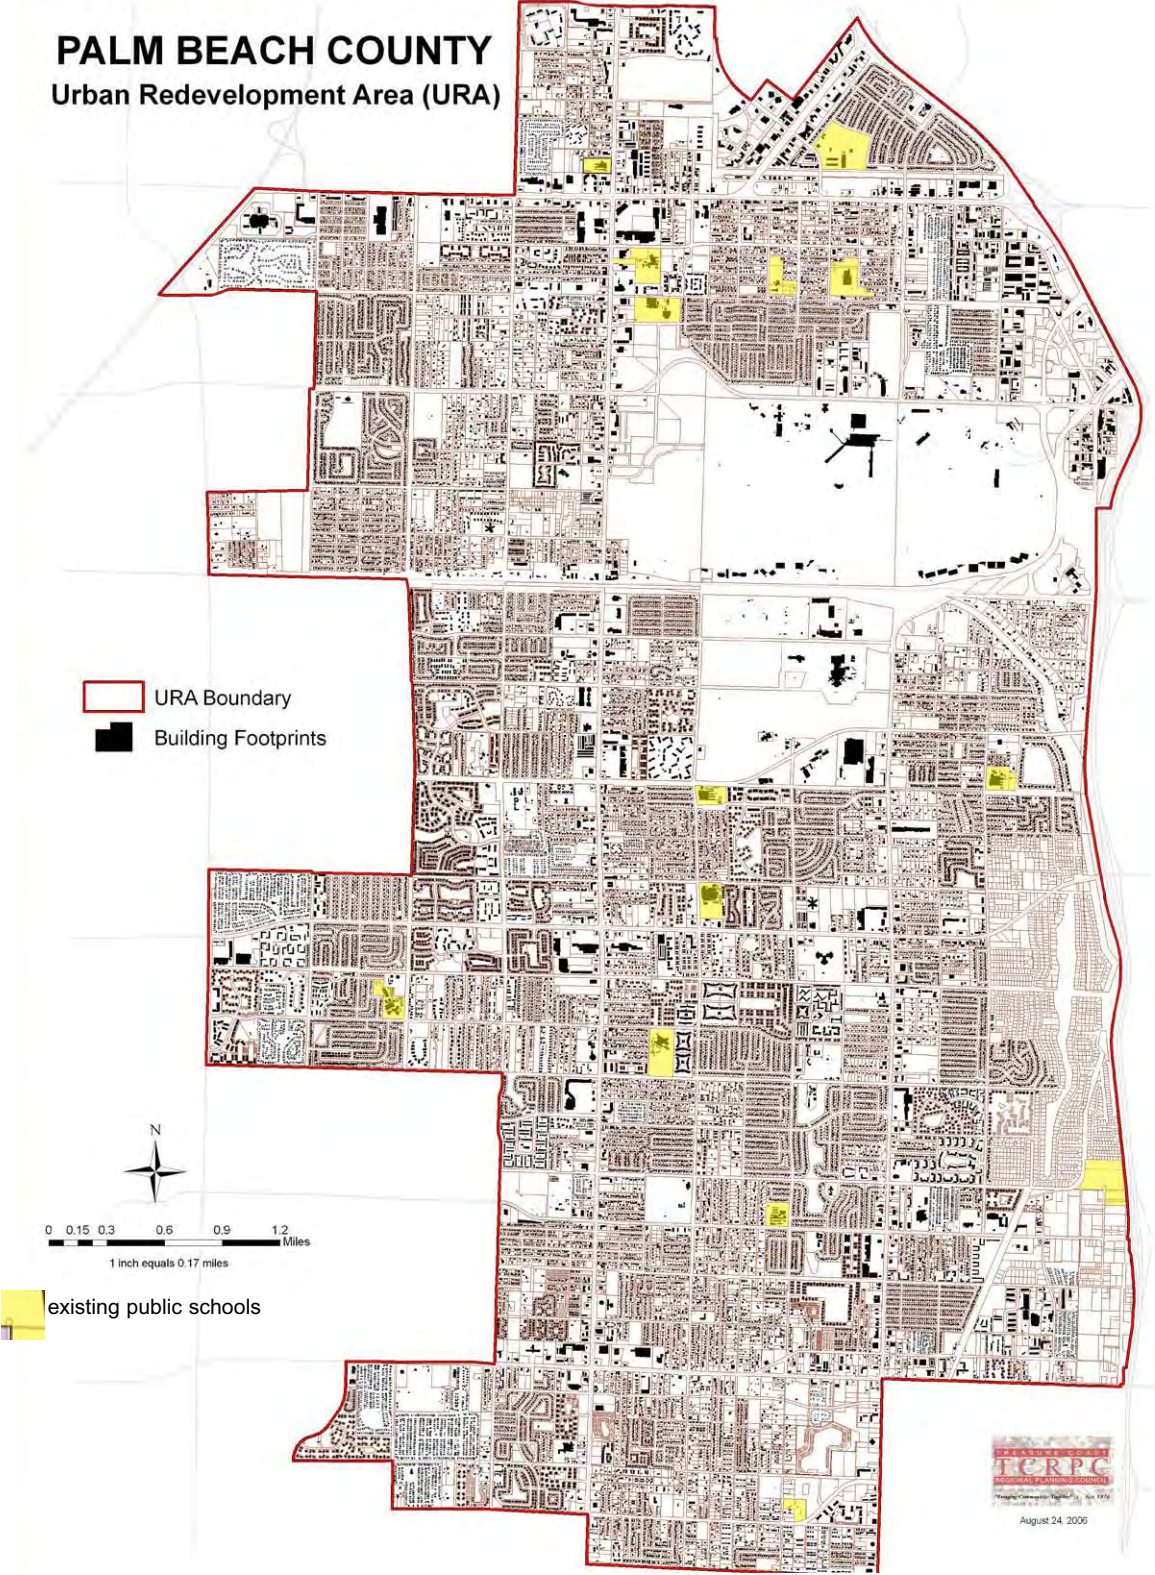 PALM BEACH COUNTY
Urban Redevelopment Area (URA)
URA Boundary
Building Footprints
N
0 0.15 0.3 0.6 0.9 1.2
Miles
1 inch equals 0.17 miles
existing public schools
TREASURE COAST
TCRPC
REGIONAL PLANNING COUNCIL
August 24, 2006